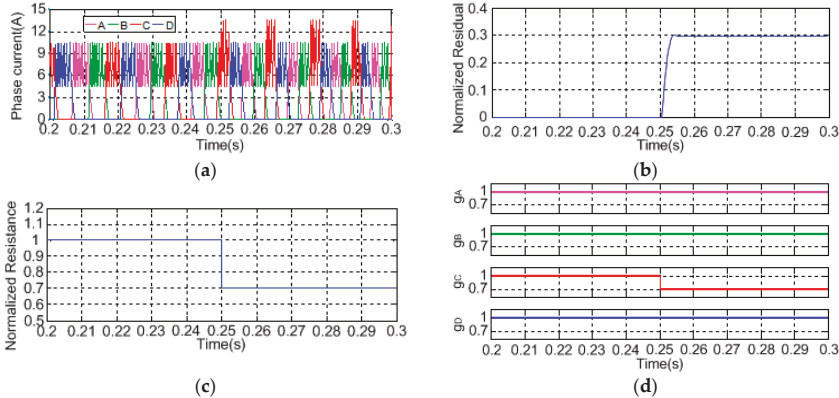 Phase current(A)
15
12
9
6
3
0
A B C D
0.2 0.21 0.22 0.23 0.24 0.25 0.26 0.27 0.28 0.29 0.3
Time(s)
(a)
Normalized Residual
0.4
0.3
0.2
0.1
0
0.2 0.21 0.22 0.23 0.24 0.25 0.26 0.27 0.28 0.29 0.3
Time(s)
(b)
Normalized Resistance
1.2
1.1
1
0.9
0.8
0.7
0.6
0.5
0.2 0.21 0.22 0.23 0.24 0.25 0.26 0.27 0.28 0.29 0.3
Time(s)
(c)
gA
1
0.7
gB
1
0.7
gC
1
0.7
gD
1
0.7
0.2 0.21 0.22 0.23 0.24 0.25 0.26 0.27 0.28 0.29 0.3
Time(s)
(d)